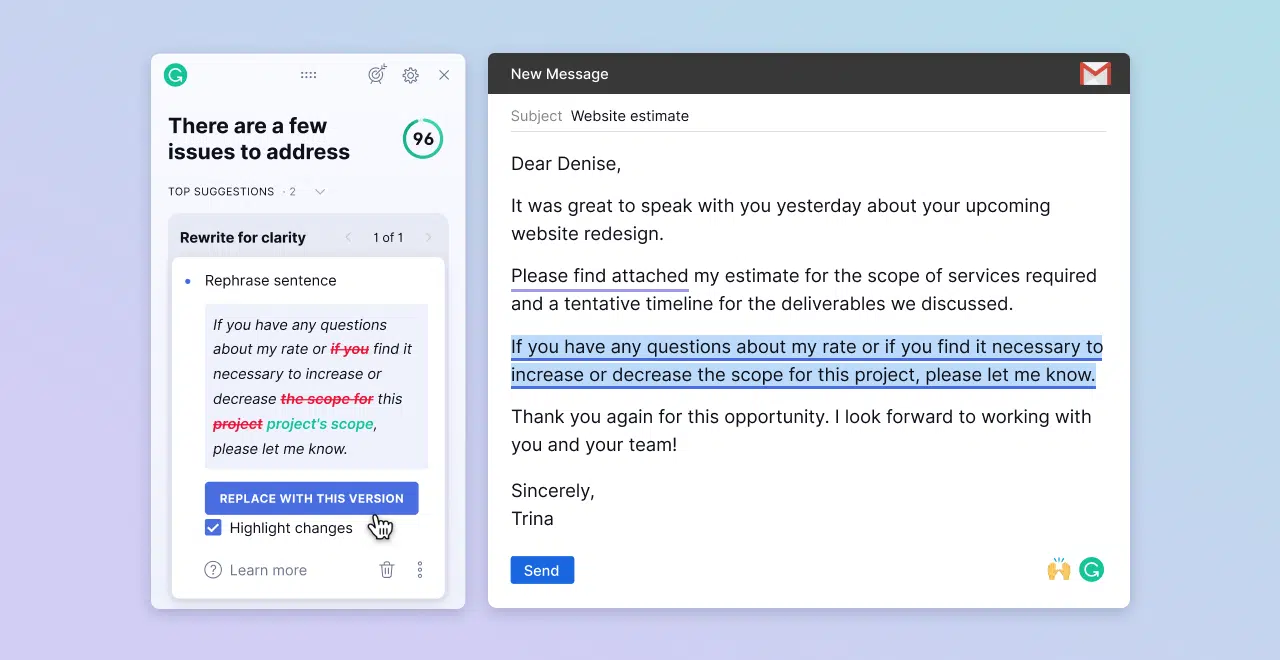 There are a few
issues to address
96
TOP SUGGESTIONS · 2
Rewrite for clarity
1 of 1
Rephrase sentence
If you have any questions
about my rate or if you find it
necessary to increase or
decrease the scope for this
project project's scope,
please let me know.
REPLACE WITH THIS VERSION
Highlight changes
? Learn more
New Message
Subject Website estimate
Dear Denise,
It was great to speak with you yesterday about your upcoming
website redesign.
Please find attached my estimate for the scope of services required
and a tentative timeline for the deliverables we discussed.
If you have any questions about my rate or if you find it necessary to
increase or decrease the scope for this project, please let me know.
Thank you again for this opportunity. I look forward to working with
you and your team!
Sincerely,
Trina
Send